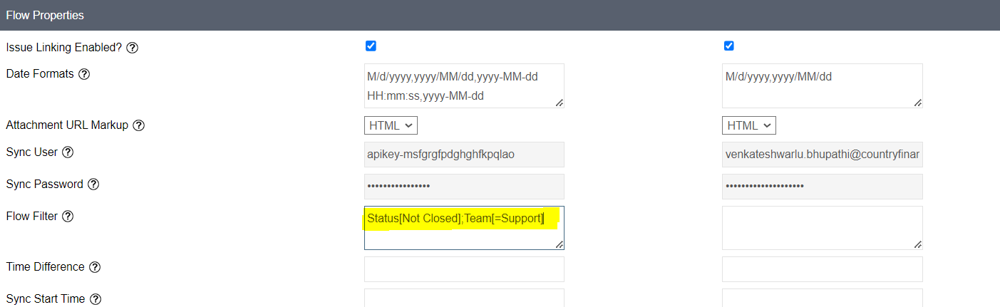 Flow Properties
Issue Linking Enabled?
Date Formats
M/d/yyyy,yyyy/MM/dd,yyyy-MM-dd
HH:mm:ss,yyyy-MM-dd
M/d/yyyy,yyyy/MM/dd
Attachment URL Markup
HTML
HTML
Sync User
apikey-msfgrgfpdghghfkpqlao
venkateshwarlu.bhupathi@countryfinar
Sync Password
Flow Filter
Status[Not Closed];Team[=Support]
Time Difference
Sync Start Time